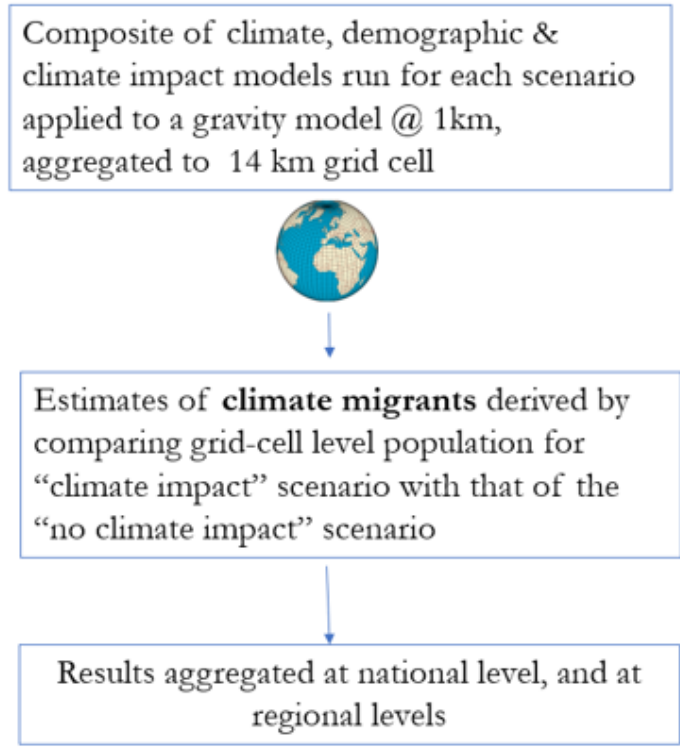 Composite of climate, demographic &
climate impact models run for each scenario
applied to a gravity model @ 1km,
aggregated to 14 km grid cell
Estimates of climate migrants derived by
comparing grid-cell level population for
“climate impact” scenario with that of the
“no climate impact” scenario
Results aggregated at national level, and at
regional levels